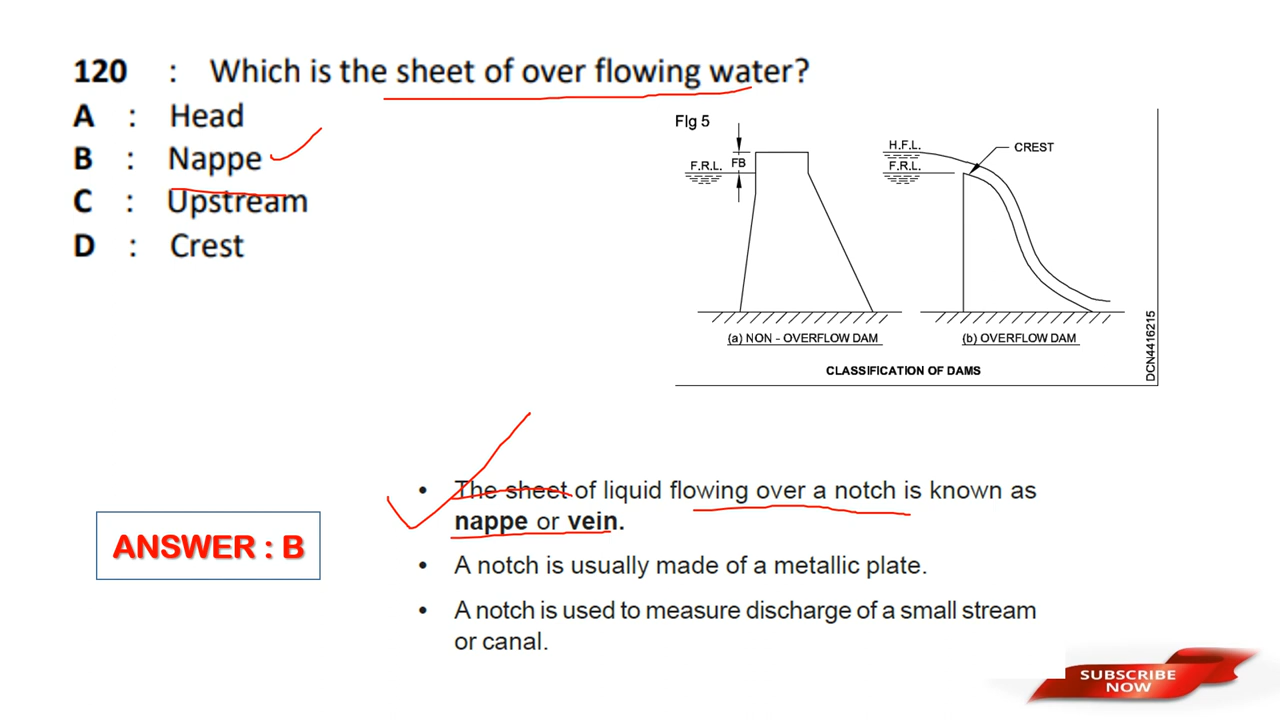 120 : Which is the sheet of over flowing water?
A : Head
B : Nappe
C : Upstream
D : Crest
FIg 5
F.R.L.
FB
H.F.L.
F.R.L.
CREST
(a) NON - OVERFLOW DAM
(b) OVERFLOW DAM
CLASSIFICATION OF DAMS
DCN4416215
ANSWER : B
• The sheet of liquid flowing over a notch is known as
nappe or vein.
• A notch is usually made of a metallic plate.
• A notch is used to measure discharge of a small stream
or canal.
SUBSCRIBE
NOW